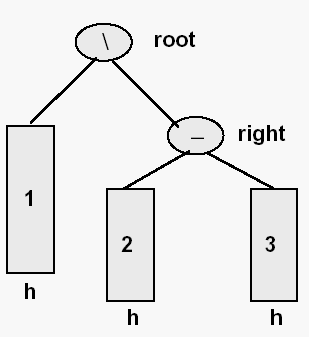 \ root
– right
1
2 3
h
h h